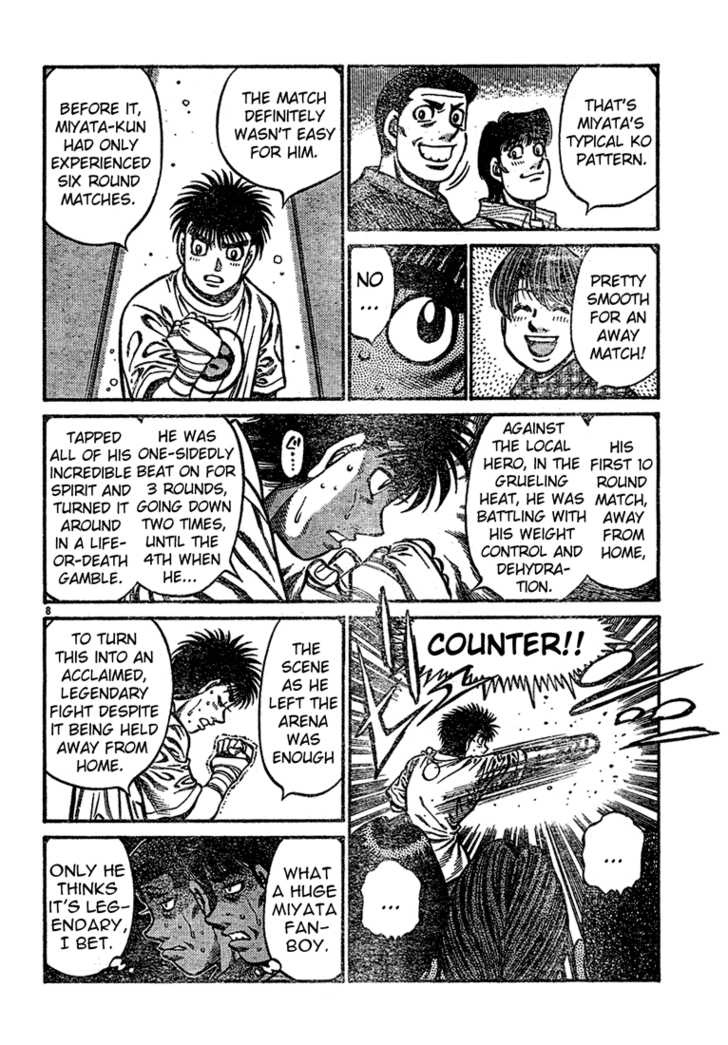 THAT'S
MIYATA'S
TYPICAL KO
PATTERN.
THE MATCH
DEFINITELY
WASN'T EASY
FOR HIM.
BEFORE IT,
MIYATA-KUN
HAD ONLY
EXPERIENCED
SIX ROUND
MATCHES.
PRETTY
SMOOTH
FOR AN
AWAY
MATCH!
NO
...
HIS
FIRST 10
ROUND
MATCH,
AWAY
FROM
HOME,
AGAINST
THE LOCAL
HERO, IN THE
GRUELING
HEAT, HE WAS
BATTLING WITH
HIS WEIGHT
CONTROL AND
DEHYDRA-
TION.
HE WAS
ONE-SIDEDLY
BEAT ON FOR
3 ROUNDS,
GOING DOWN
TWO TIMES,
UNTIL THE
4TH WHEN
HE...
TAPPED
ALL OF HIS
INCREDIBLE
SPIRIT AND
TURNED IT
AROUND
IN A LIFE-
OR-DEATH
GAMBLE.
8
COUNTER!!
...
...
THE
SCENE
AS HE
LEFT THE
ARENA
WAS
ENOUGH
TO TURN
THIS INTO AN
ACCLAIMED,
LEGENDARY
FIGHT DESPITE
IT BEING HELD
AWAY FROM
HOME.
WHAT
A HUGE
MIYATA
FAN-
BOY.
ONLY HE
THINKS
IT'S LEG-
ENDARY,
I BET.